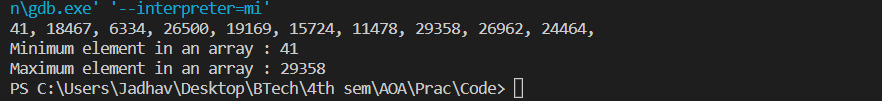 n\gdb.exe' '--interpreter=mi'
41, 18467, 6334, 26500, 19169, 15724, 11478, 29358, 26962, 24464,
Minimum element in an array : 41
Maximum element in an array : 29358
PS C:\Users\Jadhav\Desktop\BTech\4th sem\AOA\Prac\Code>